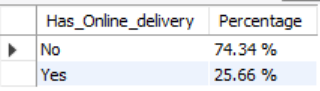 Has_Online_delivery Percentage
No 74.34 %
Yes 25.66 %